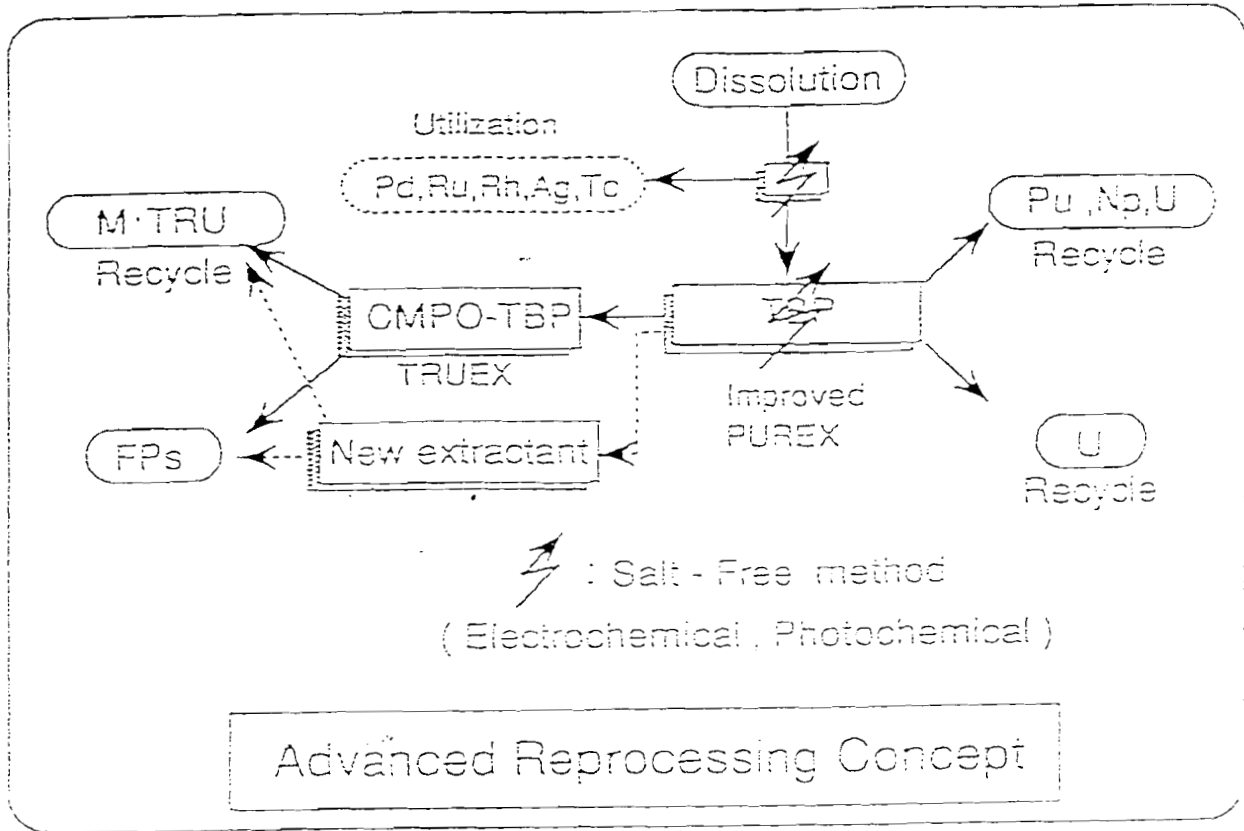 Dissolution
Utilization
Pd,Ru,Rh,Ag,Tc
M·TRU
Recycle
Pu ,Np,U
Recycle
CMPO-TBP
TRUEX
TBP
Improved
PUREX
FPs
New extractant
U
Recycle
: Salt - Free method
( Electrochemical , Photochemical )
Advanced Reprocessing Concept